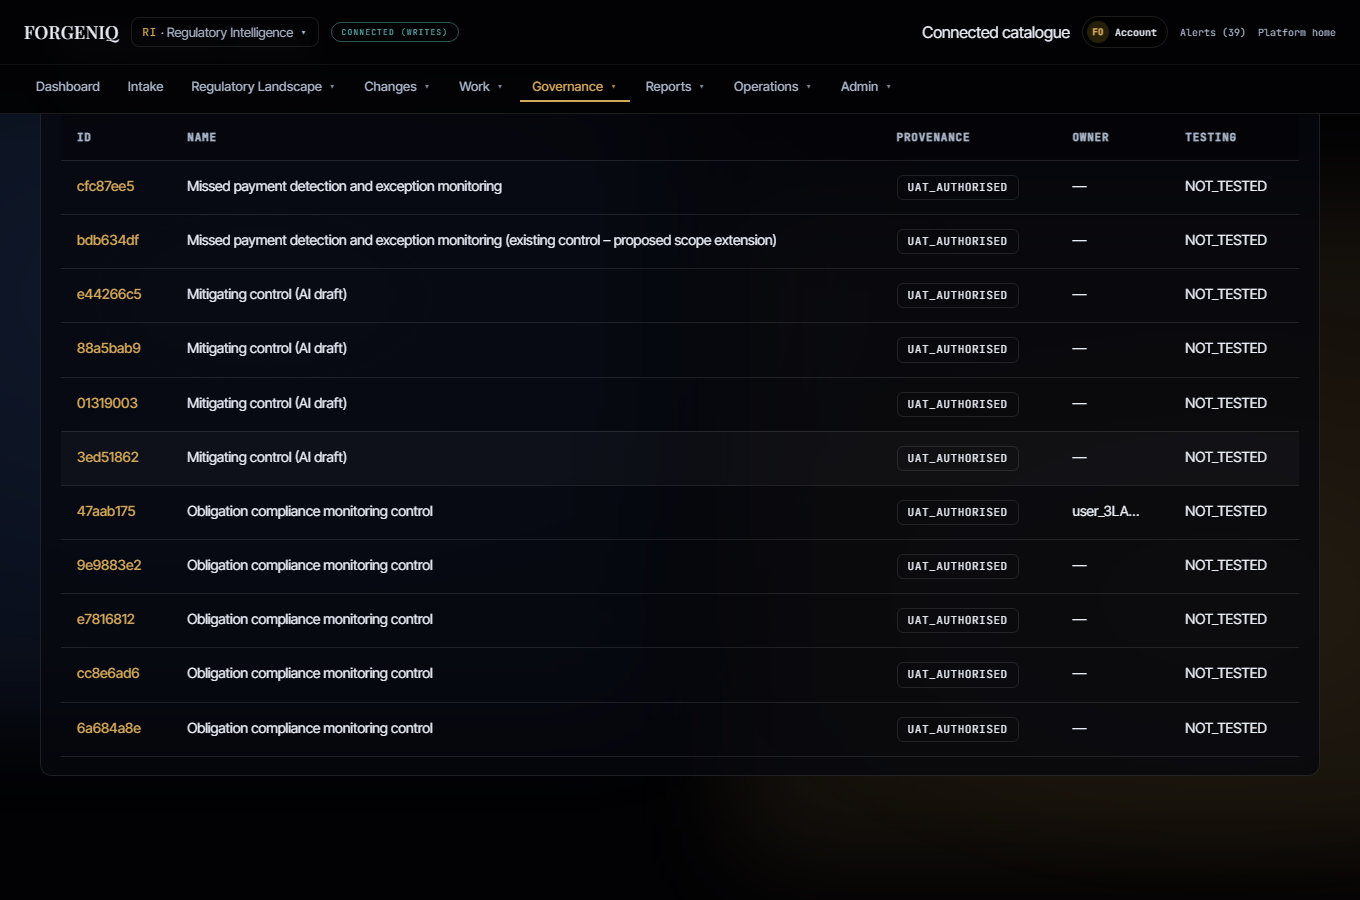 FORGENIQ RI · Regulatory Intelligence ▾ CONNECTED (WRITES) Connected catalogue FO Account Alerts (39) Platform home
Dashboard Intake Regulatory Landscape ▾ Changes ▾ Work ▾ Governance ▾ Reports ▾ Operations ▾ Admin ▾
ID NAME PROVENANCE OWNER TESTING
cfc87ee5 Missed payment detection and exception monitoring UAT_AUTHORISED — NOT_TESTED
bdb634df Missed payment detection and exception monitoring (existing control – proposed scope extension) UAT_AUTHORISED — NOT_TESTED
e44266c5 Mitigating control (AI draft) UAT_AUTHORISED — NOT_TESTED
88a5bab9 Mitigating control (AI draft) UAT_AUTHORISED — NOT_TESTED
01319003 Mitigating control (AI draft) UAT_AUTHORISED — NOT_TESTED
3ed51862 Mitigating control (AI draft) UAT_AUTHORISED — NOT_TESTED
47aab175 Obligation compliance monitoring control UAT_AUTHORISED user_3LA… NOT_TESTED
9e9883e2 Obligation compliance monitoring control UAT_AUTHORISED — NOT_TESTED
e7816812 Obligation compliance monitoring control UAT_AUTHORISED — NOT_TESTED
cc8e6ad6 Obligation compliance monitoring control UAT_AUTHORISED — NOT_TESTED
6a684a8e Obligation compliance monitoring control UAT_AUTHORISED — NOT_TESTED